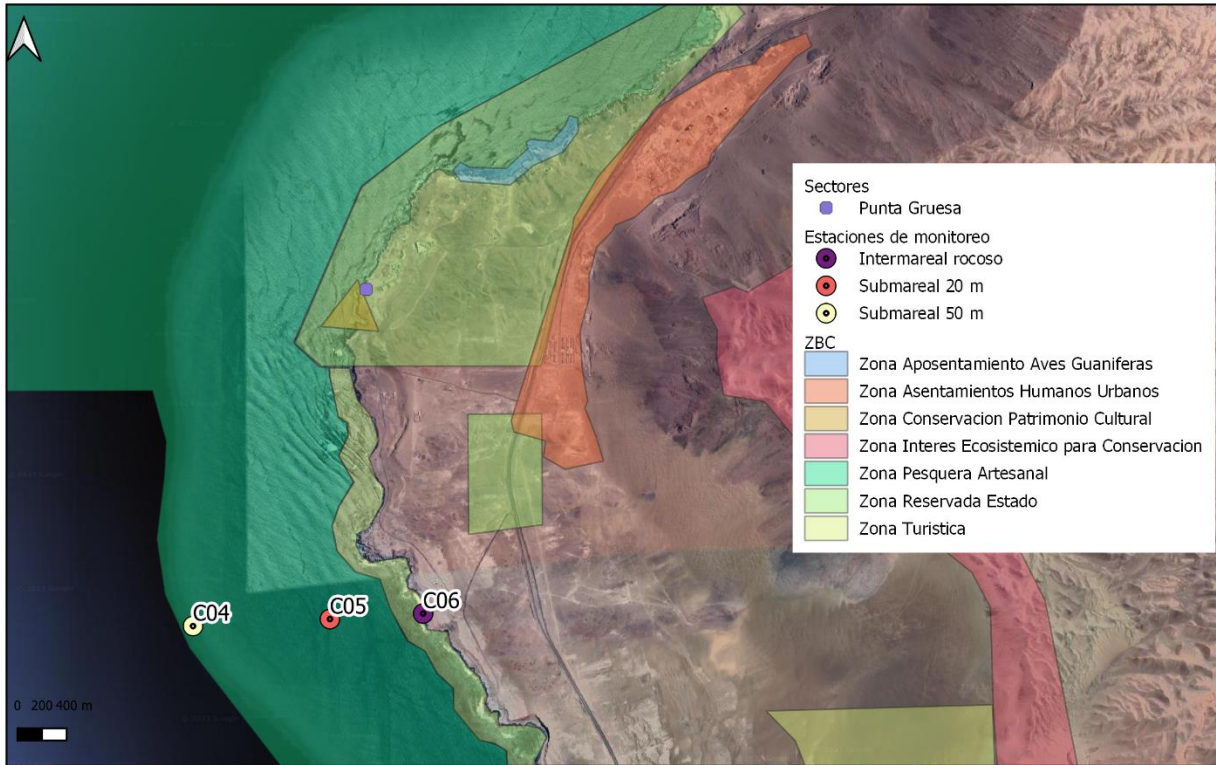 Sectores
Punta Gruesa
Estaciones de monitoreo
Intermareal rocoso
Submareal 20 m
Submareal 50 m
ZBC
Zona Aposentamiento Aves Guaniferas
Zona Asentamientos Humanos Urbanos
Zona Conservacion Patrimonio Cultural
Zona Interes Ecosistemico para Conservacion
Zona Pesquera Artesanal
Zona Reservada Estado
Zona Turistica
C04
C05
C06
0 200 400 m